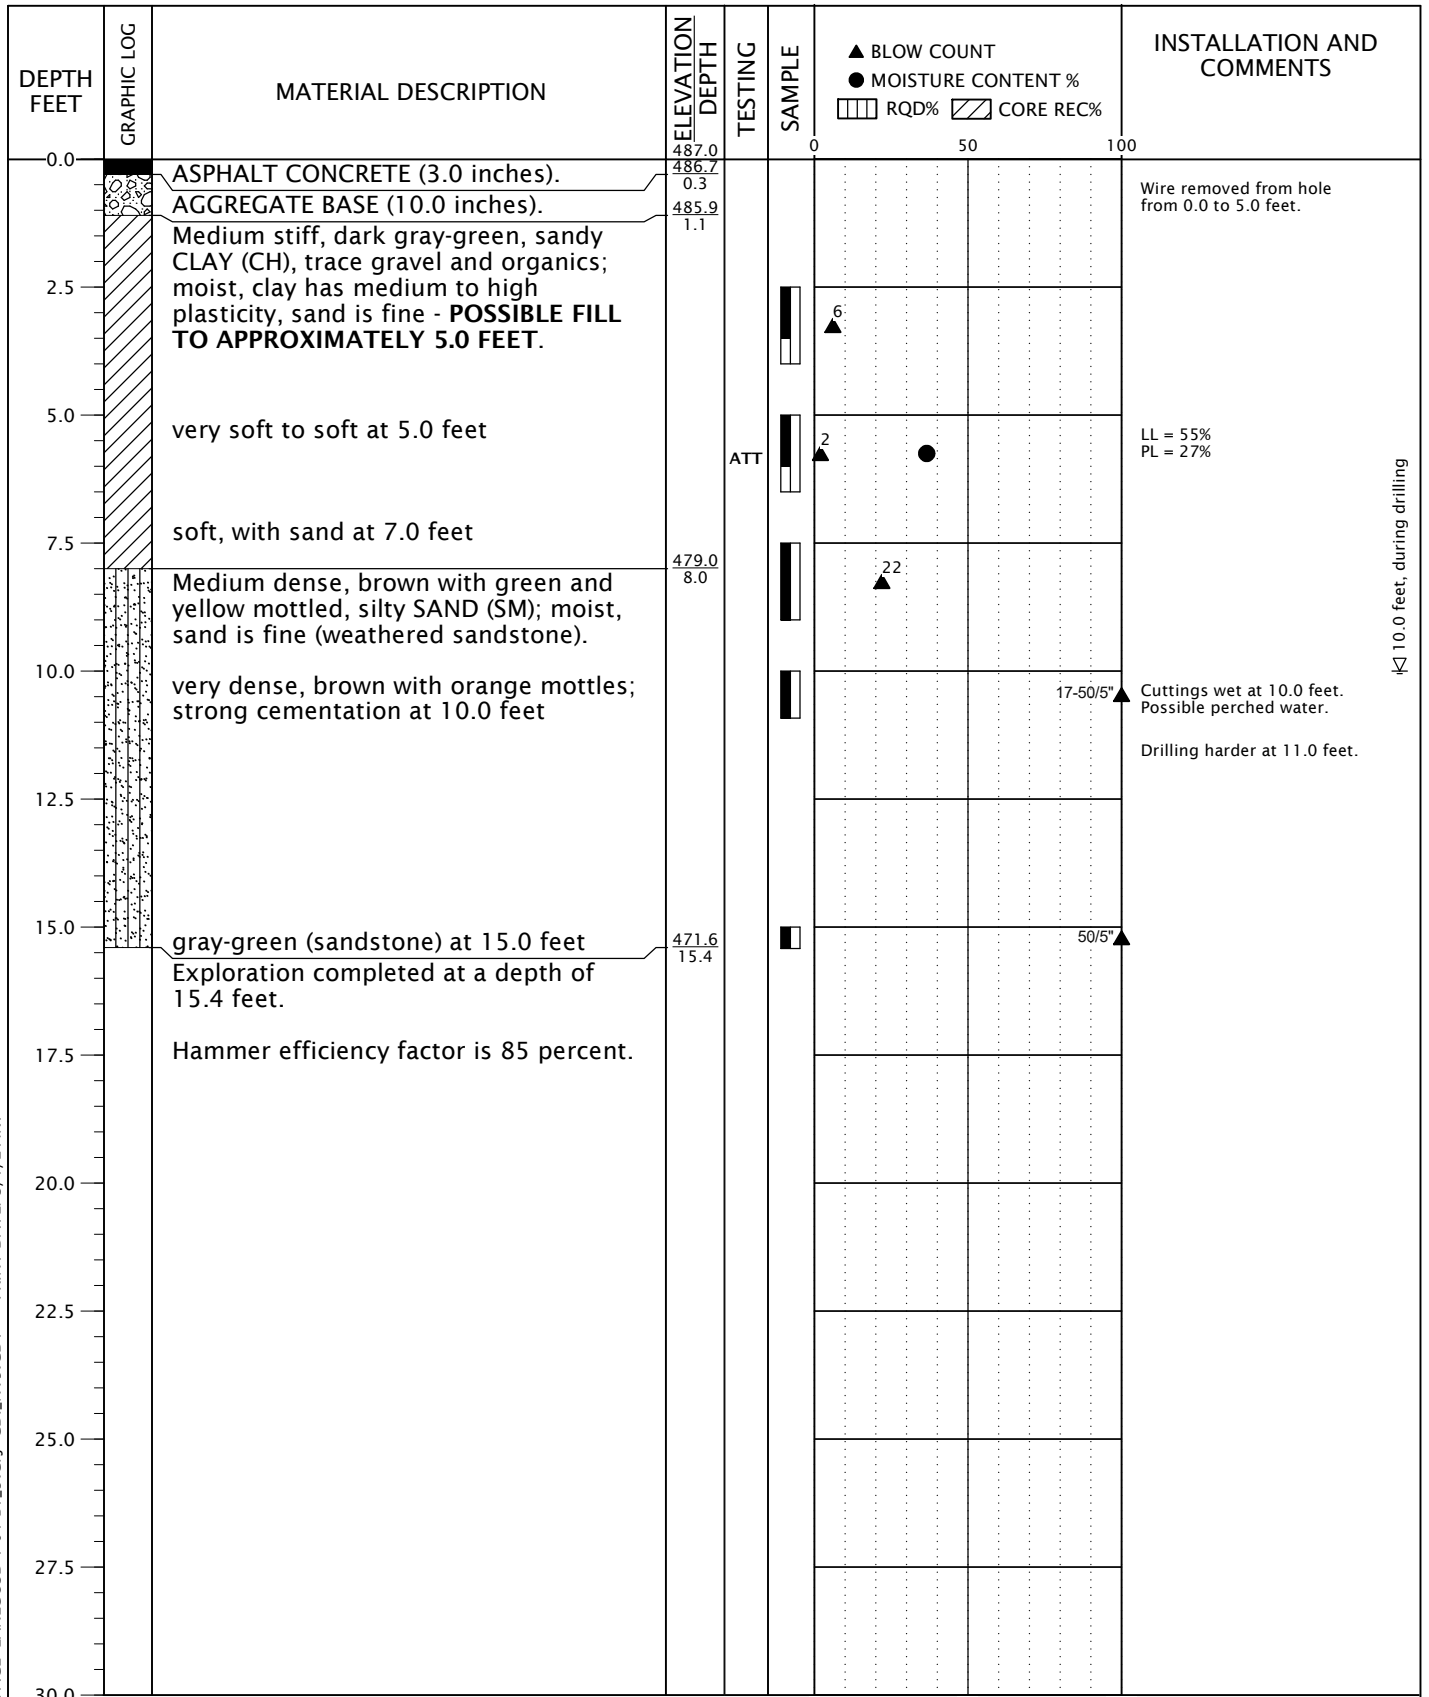 DEPTH
FEET
GRAPHIC LOG
MATERIAL DESCRIPTION
ELEVATION
DEPTH
TESTING
SAMPLE
▲ BLOW COUNT
● MOISTURE CONTENT %
RQD% CORE REC%
INSTALLATION AND
COMMENTS
0 50 100
487.0
0.0
ASPHALT CONCRETE (3.0 inches).
486.7
0.3
AGGREGATE BASE (10.0 inches).
485.9
1.1
Wire removed from hole
from 0.0 to 5.0 feet.
Medium stiff, dark gray-green, sandy
CLAY (CH), trace gravel and organics;
moist, clay has medium to high
plasticity, sand is fine - POSSIBLE FILL
TO APPROXIMATELY 5.0 FEET.
2.5
6
5.0
very soft to soft at 5.0 feet
ATT
2
LL = 55%
PL = 27%
soft, with sand at 7.0 feet
7.5
479.0
8.0
22
Medium dense, brown with green and
yellow mottled, silty SAND (SM); moist,
sand is fine (weathered sandstone).
10.0 feet, during drilling
10.0
very dense, brown with orange mottles;
strong cementation at 10.0 feet
17-50/5"
Cuttings wet at 10.0 feet.
Possible perched water.
Drilling harder at 11.0 feet.
12.5
15.0
gray-green (sandstone) at 15.0 feet
471.6
15.4
50/5"
Exploration completed at a depth of
15.4 feet.
Hammer efficiency factor is 85 percent.
17.5
20.0
22.5
25.0
27.5
30.0